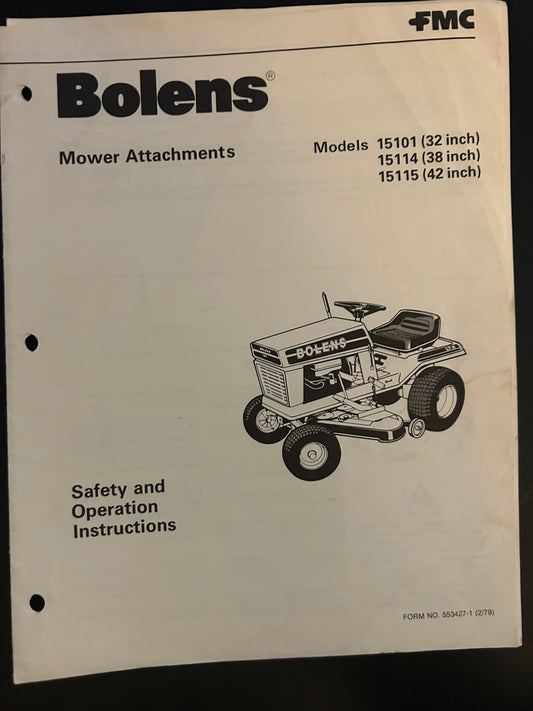 FMC
Bolens®
Mower Attachments
Models 15101 (32 inch)
15114 (38 inch)
15115 (42 inch)
BOLENS
Safety and
Operation
Instructions
FORM NO. 553427-1 (2/79)